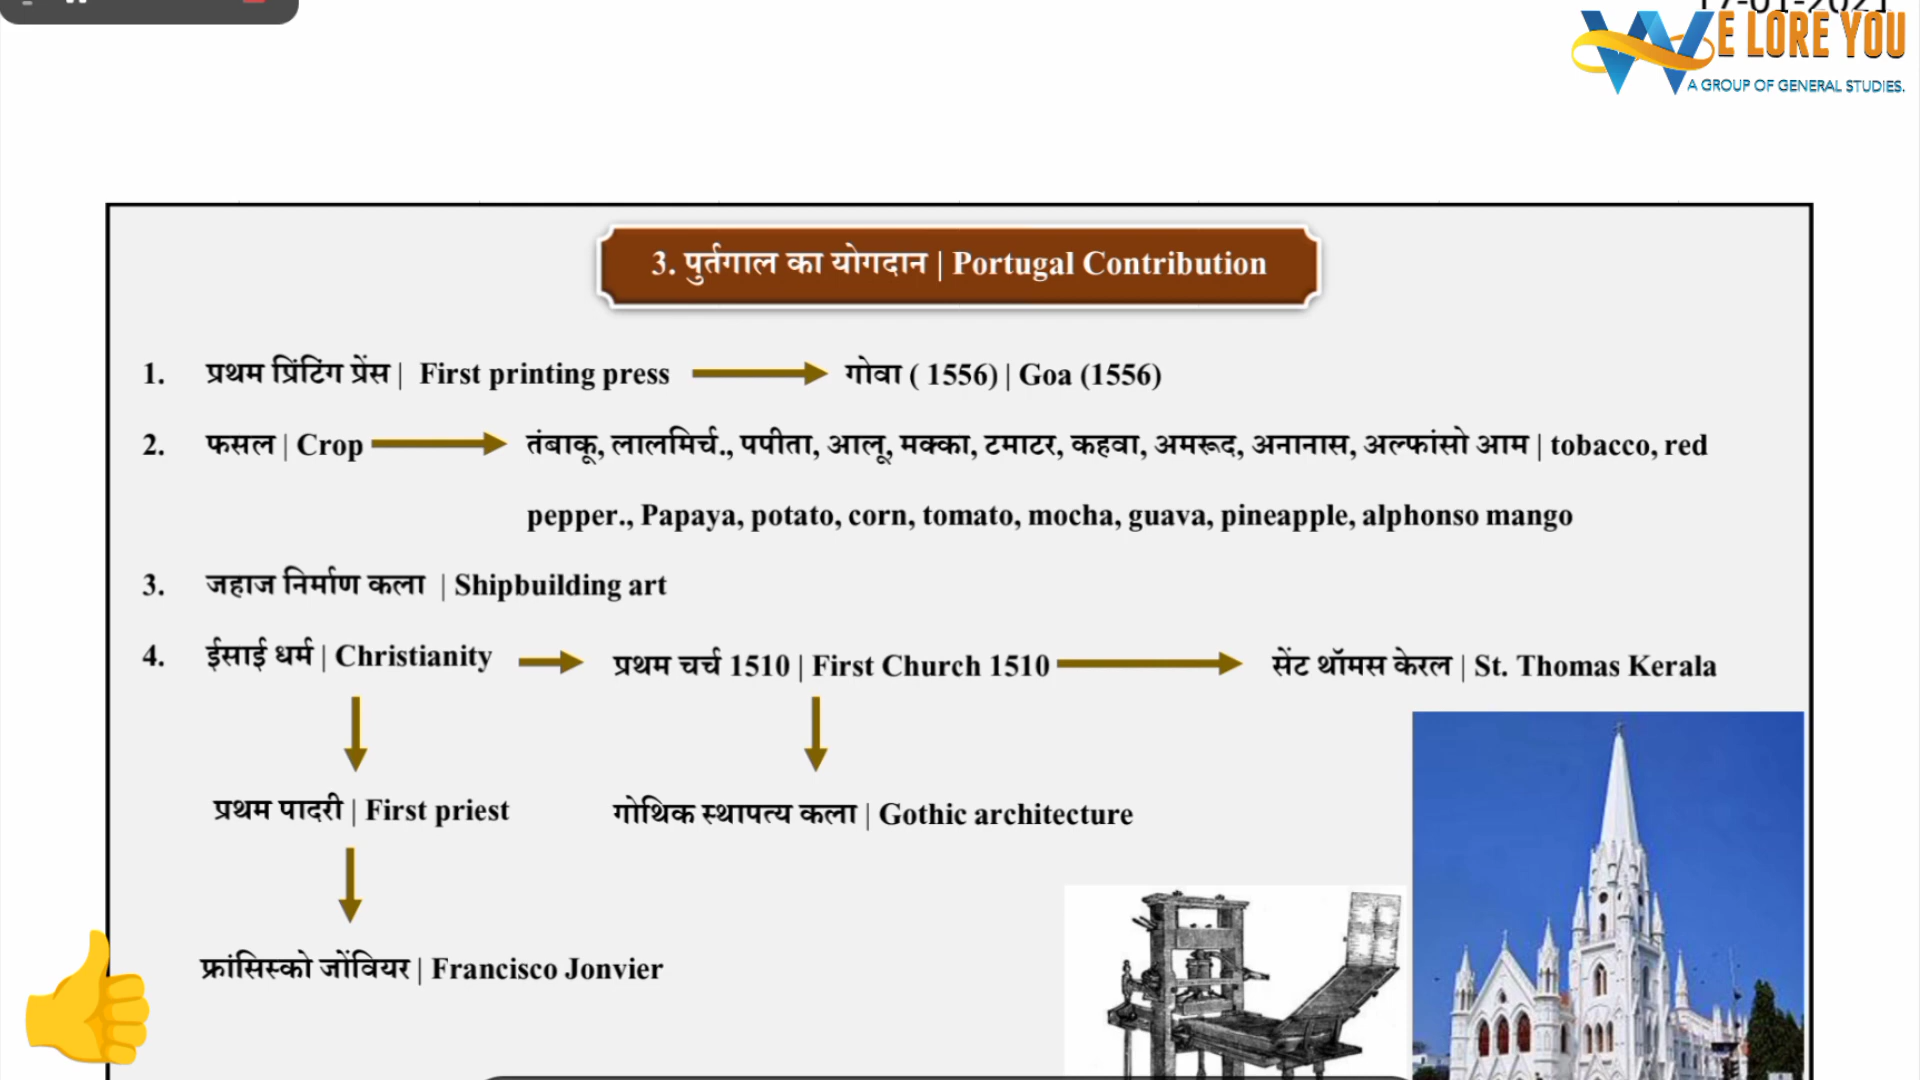 17-01-2021
WE LORE YOU
A GROUP OF GENERAL STUDIES.
3. पुर्तगाल का योगदान | Portugal Contribution
1. प्रथम प्रिंटिंग प्रेंस | First printing press गोवा ( 1556) | Goa (1556)
2. फसल | Crop तंबाकू, लालमिर्च., पपीता, आलू, मक्का, टमाटर, कहवा, अमरूद, अनानास, अल्फांसो आम | tobacco, red
pepper., Papaya, potato, corn, tomato, mocha, guava, pineapple, alphonso mango
3. जहाज निर्माण कला | Shipbuilding art
4. ईसाई धर्म | Christianity प्रथम चर्च 1510 | First Church 1510 सेंट थॉमस केरल | St. Thomas Kerala
प्रथम पादरी | First priest गोथिक स्थापत्य कला | Gothic architecture
फ्रांसिस्को जोंवियर | Francisco Jonvier